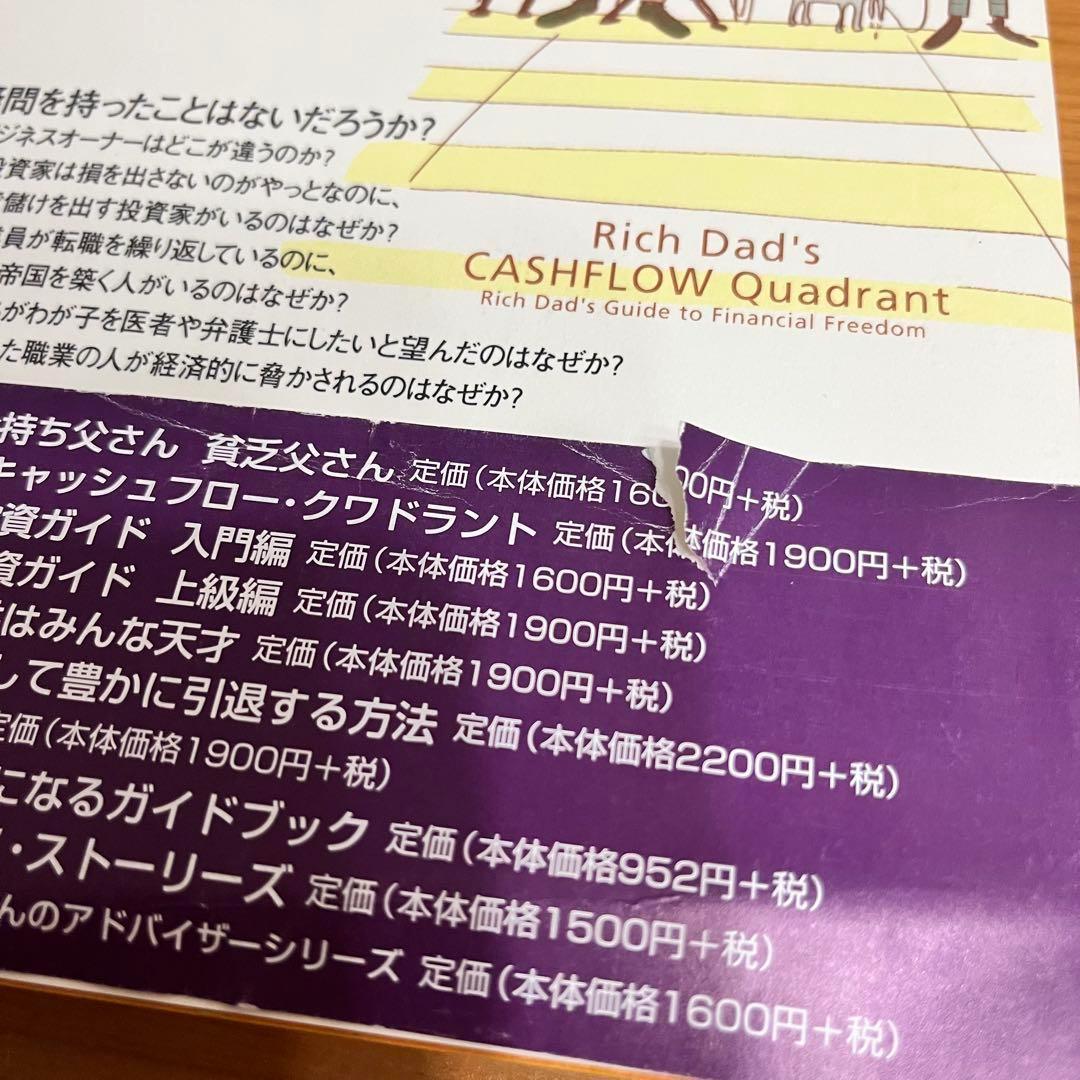 問を持ったことはないだろうか?
ジネスオーナーはどこが違うのか?
資家は損を出さないのがやっとなのに、
儲けを出す投資家がいるのはなぜか?
員が転職を繰り返しているのに、
帝国を築く人がいるのはなぜか?
がわが子を医者や弁護士にしたいと望んだのはなぜか?
た職業の人が経済的に脅かされるのはなぜか?
Rich Dad's
CASHFLOW Quadrant
Rich Dad's Guide to Financial Freedom
持ち父さん 貧乏父さん 定価(本体価格1600円+税)
キャッシュフロー・クワドラント 定価(本体価格1900円+税)
資ガイド 入門編 定価(本体価格1600円+税)
資ガイド 上級編 定価(本体価格1900円+税)
はみんな天才 定価(本体価格1900円+税)
して豊かに引退する方法 定価(本体価格2200円+税)
定価(本体価格1900円+税)
になるガイドブック 定価(本体価格952円+税)
・ストーリーズ 定価(本体価格1500円+税)
んのアドバイザーシリーズ 定価(本体価格1600円+税)